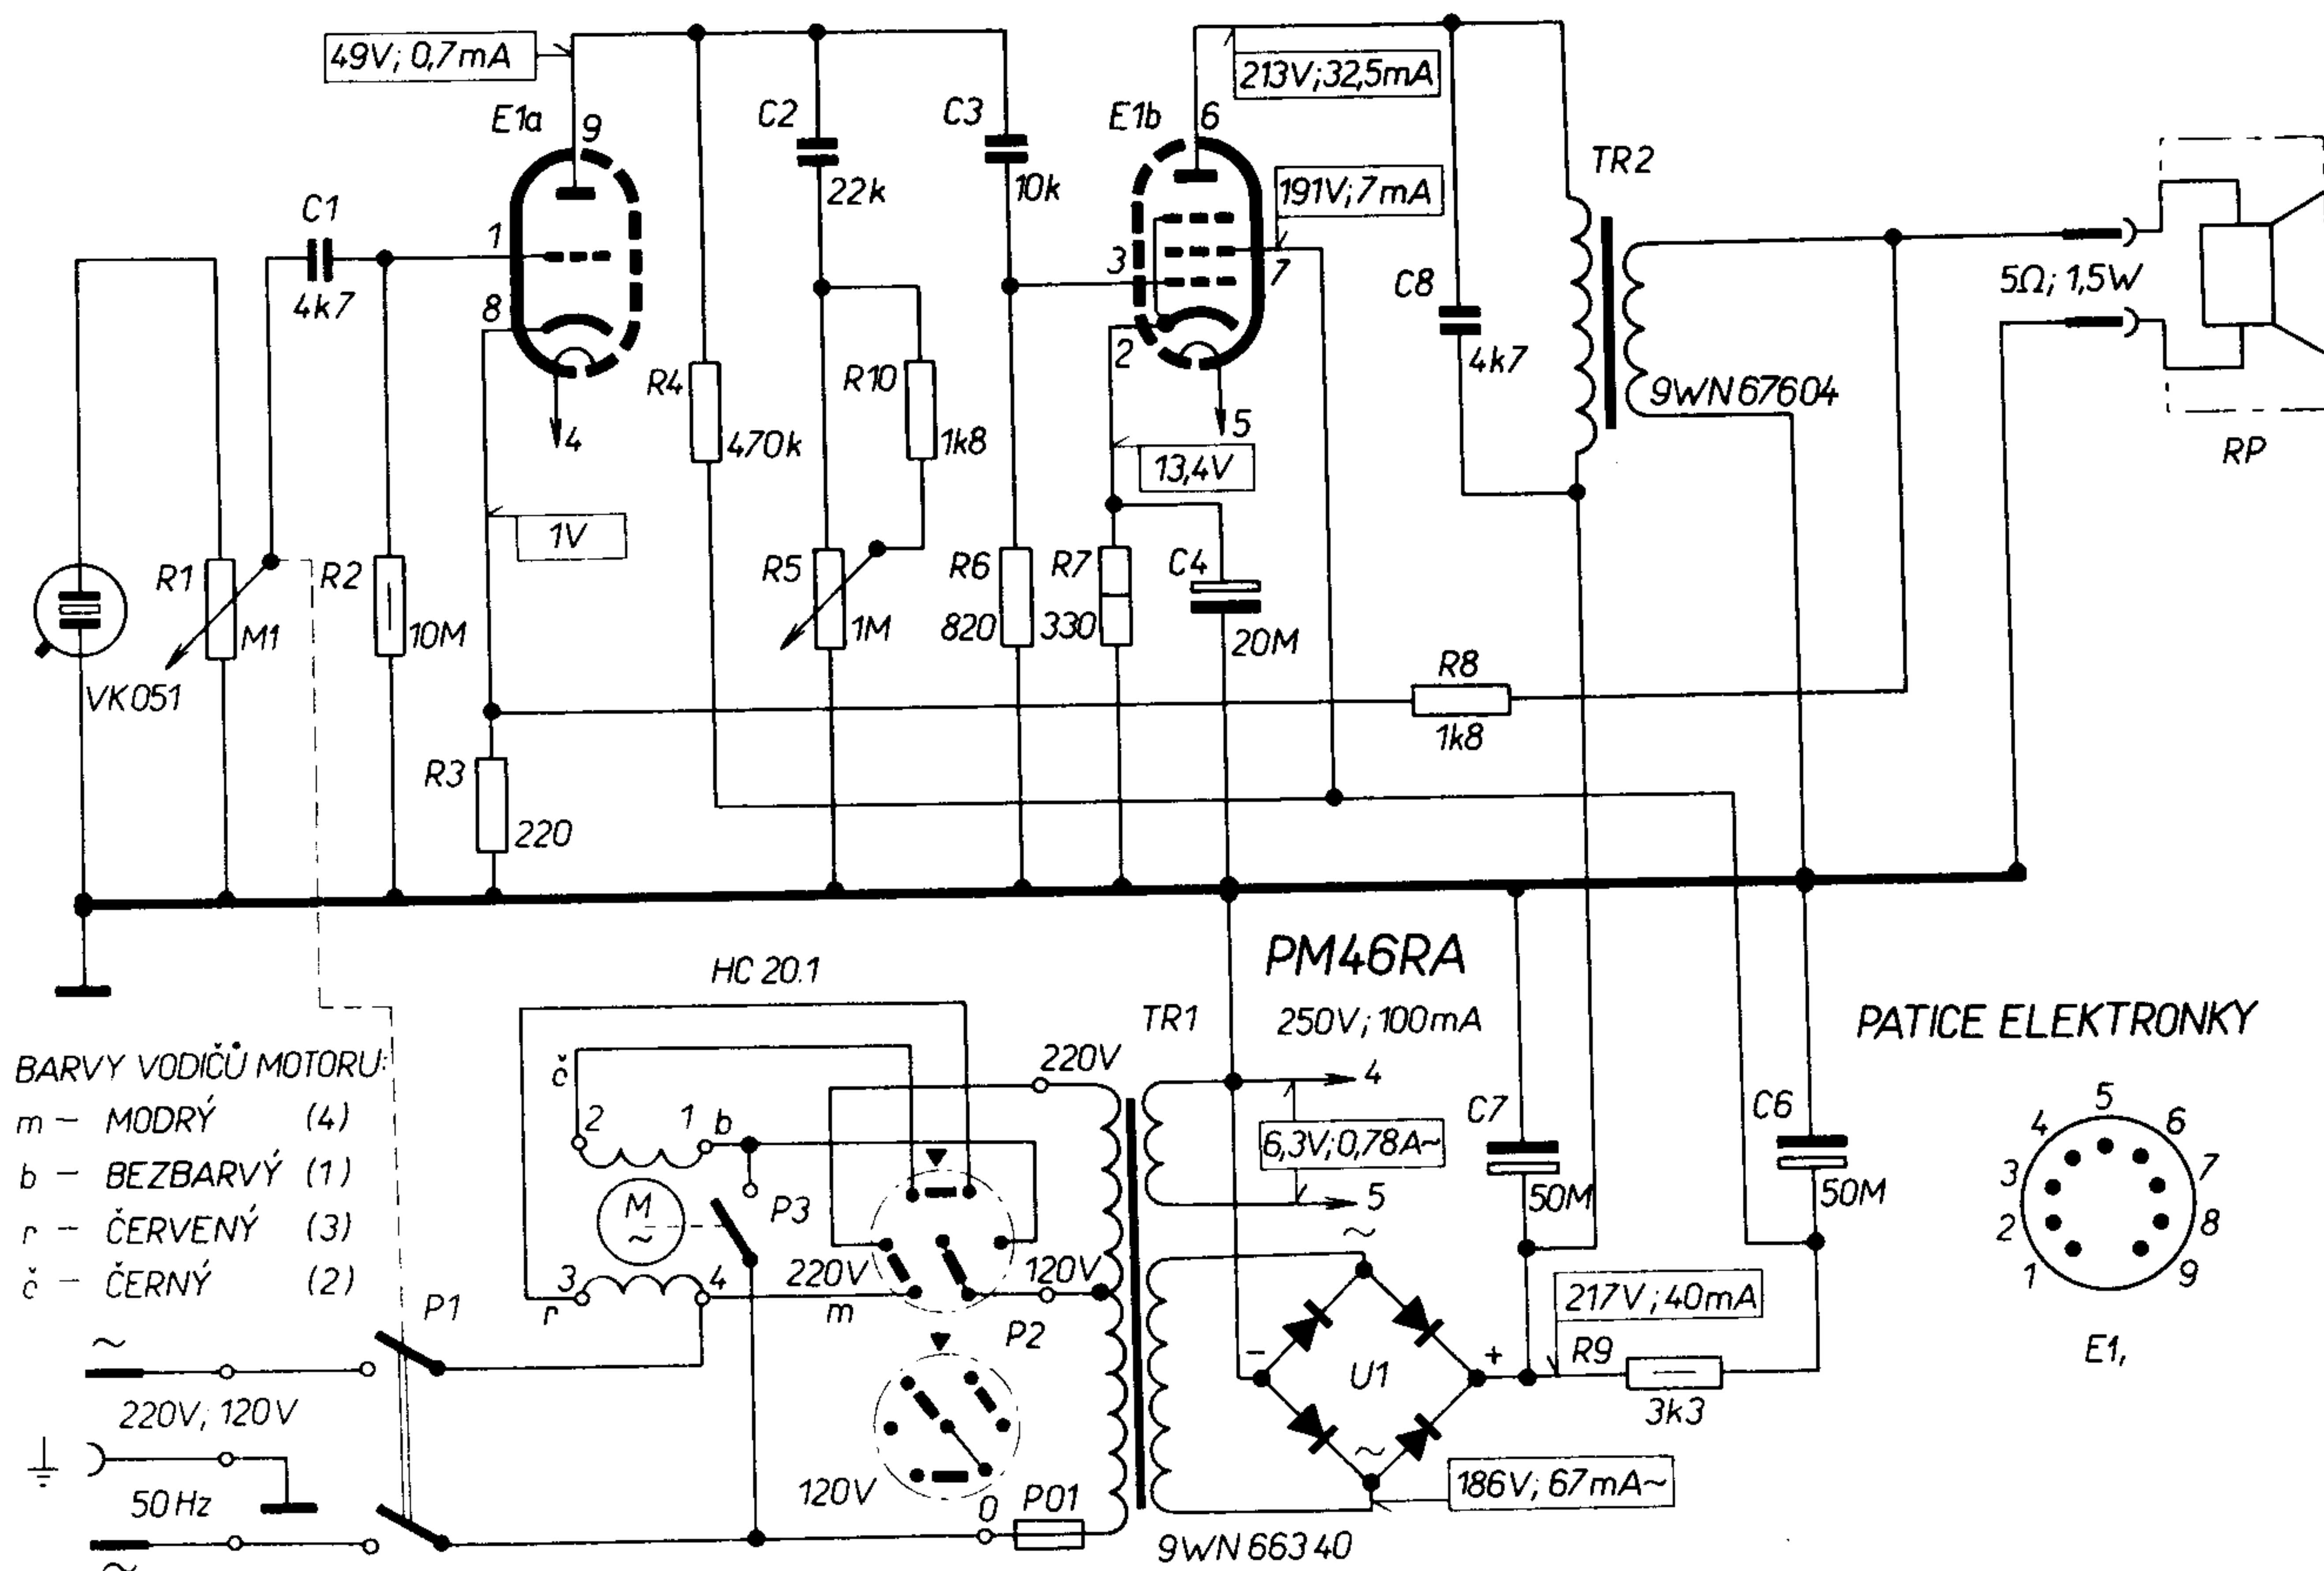 49V; 0,7mA
213V;32,5mA
E1a
9
C2
C3
E1b
6
TR2
22k
10k
191V; 7mA
C1
1
3
7
4k7
8
C8
5Ω; 1,5W
2
4k7
R4
R10
9WN 67604
470k
1k8
4
5
13,4V
RP
1V
R1
R2
R5
R6
R7
C4
M1
10M
1M
820
330
20M
VK051
R8
1k8
R3
220
PM46RA
HC 20.1
TR1
250V; 100mA
PATICE ELEKTRONKY
BARVY VODIČŮ MOTORU:
m – MODRÝ (4)
b – BEZBARVÝ (1)
r – ČERVENÝ (3)
č – ČERNÝ (2)
č
2
1
b
220V
4
6,3V; 0,78A~
5
C7
50M
C6
50M
M
~
P3
220V
120V
3
r
4
m
P2
P1
~
220V; 120V
50 Hz
~
120V
0
P01
9WN 663 40
~
−
U1
+
~
217V; 40mA
R9
3k3
186V; 67mA~
5
4
6
3
7
2
8
1
9
E1,